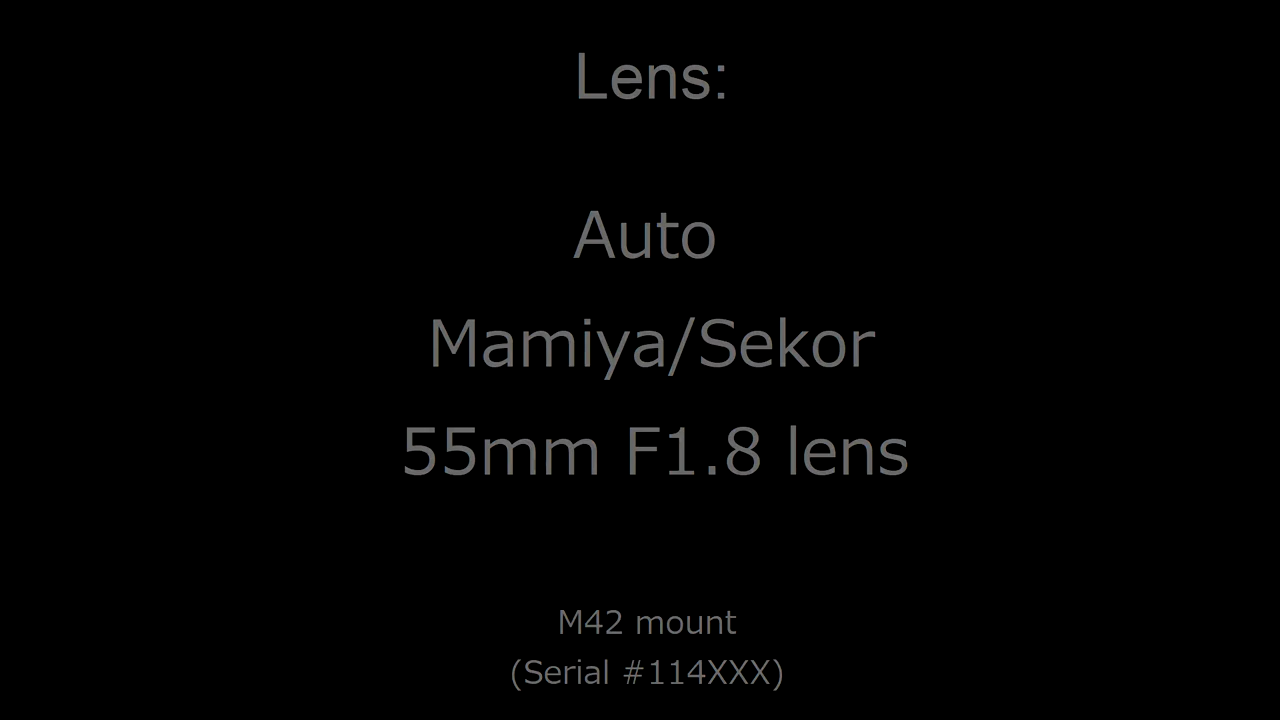 Lens:
Auto
Mamiya/Sekor
55mm F1.8 lens
M42 mount
(Serial #114XXX)